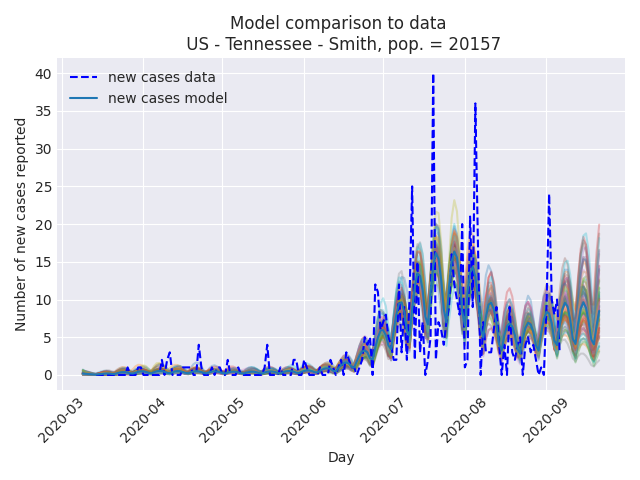 Model comparison to data
US - Tennessee - Smith, pop. = 20157
new cases data
new cases model
Number of new cases reported
40
35
30
25
20
15
10
5
0
2020-03
2020-04
2020-05
2020-06
2020-07
2020-08
2020-09
Day